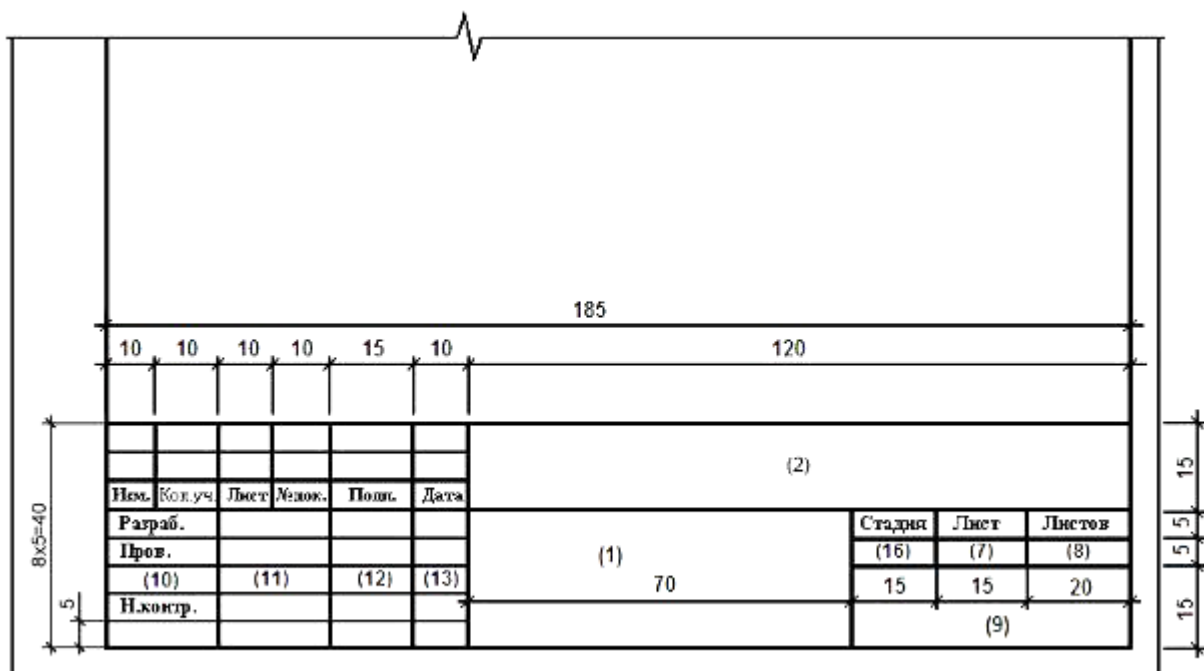 185
10 10 10 10 15 10 120
(2)
15
Изм. Кол.уч. Лист №док. Подп. Дата
8x5=40
Разраб. Стадия Лист Листов 5
Пров. (1) (16) (7) (8) 5
(10) (11) (12) (13) 70 15 15 20
Н.контр. 15
5 (9)